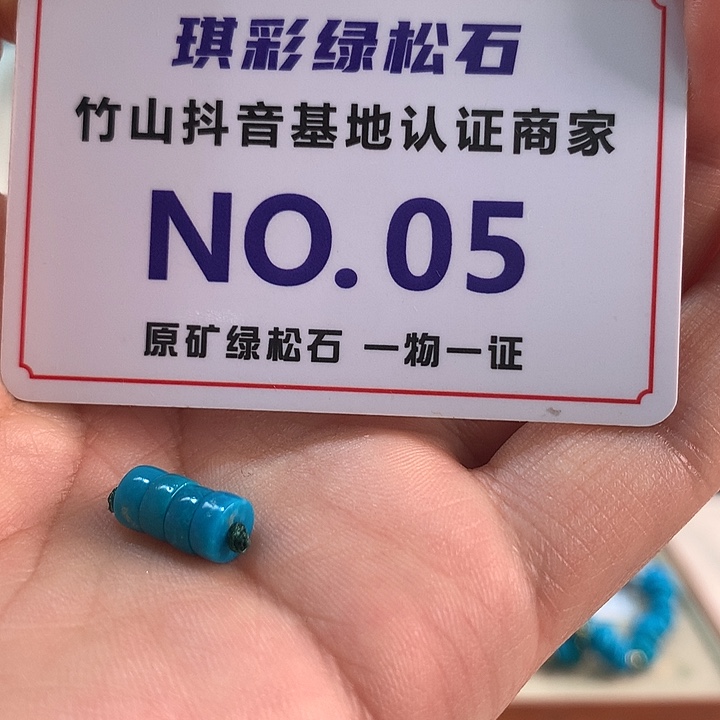 琪彩绿松石
竹山抖音基地认证商家
NO. 05
原矿绿松石 一物一证